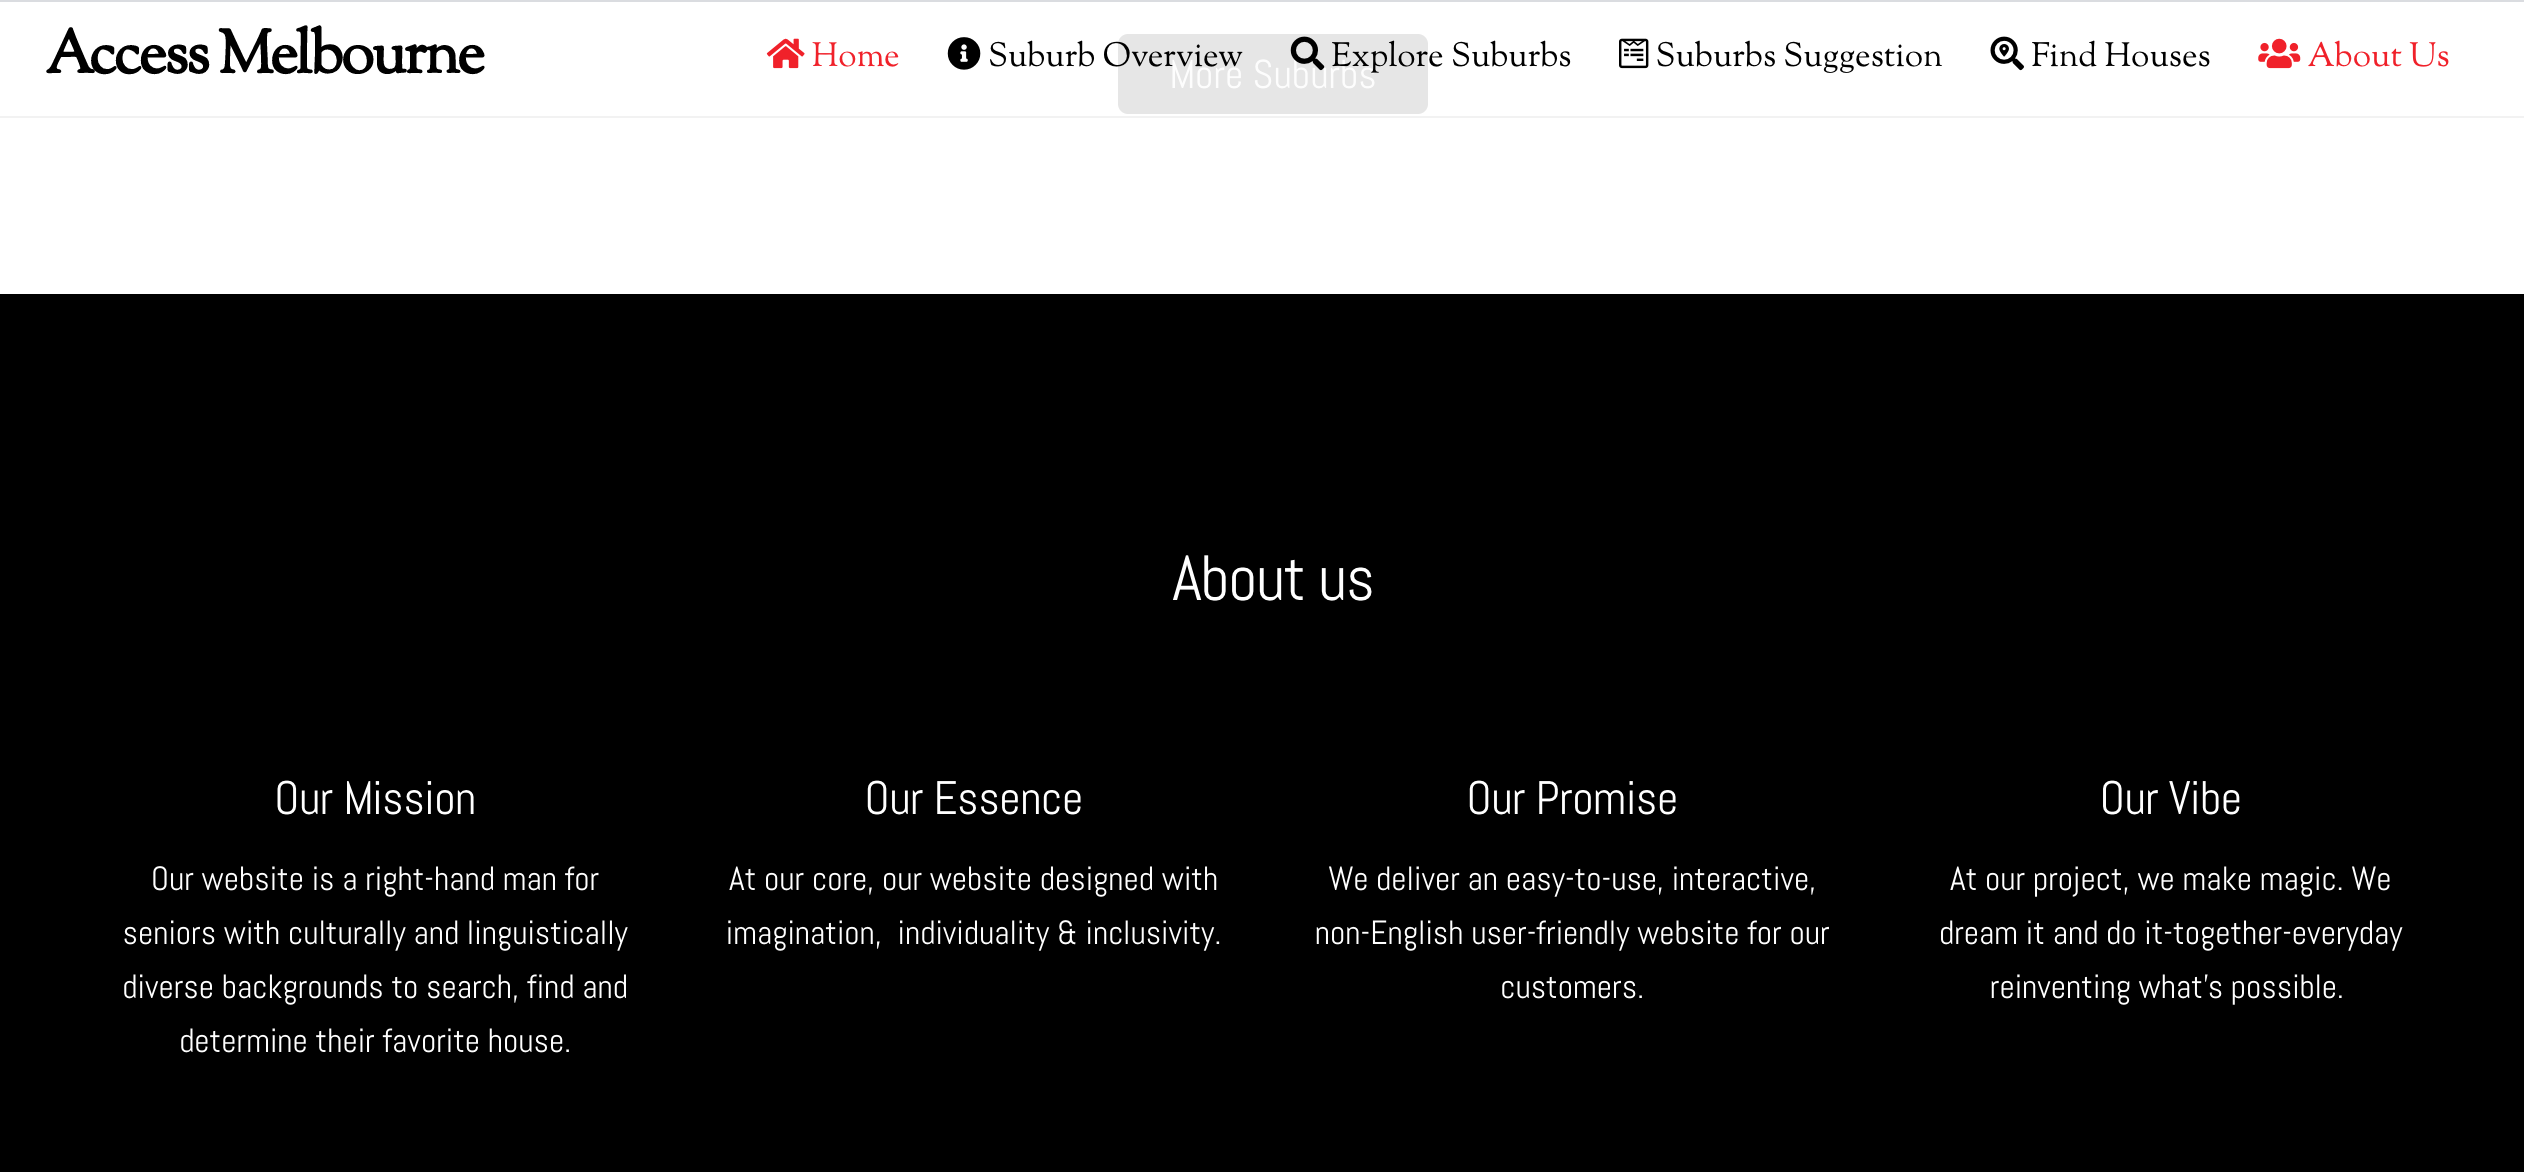 Access Melbourne
Home Suburb Overview Explore Suburbs Suburbs Suggestion Find Houses About Us
More Suburbs
About us
Our Mission
Our website is a right-hand man for
seniors with culturally and linguistically
diverse backgrounds to search, find and
determine their favorite house.
Our Essence
At our core, our website designed with
imagination,  individuality & inclusivity.
Our Promise
We deliver an easy-to-use, interactive,
non-English user-friendly website for our
customers.
Our Vibe
At our project, we make magic. We
dream it and do it-together-everyday
reinventing what's possible.